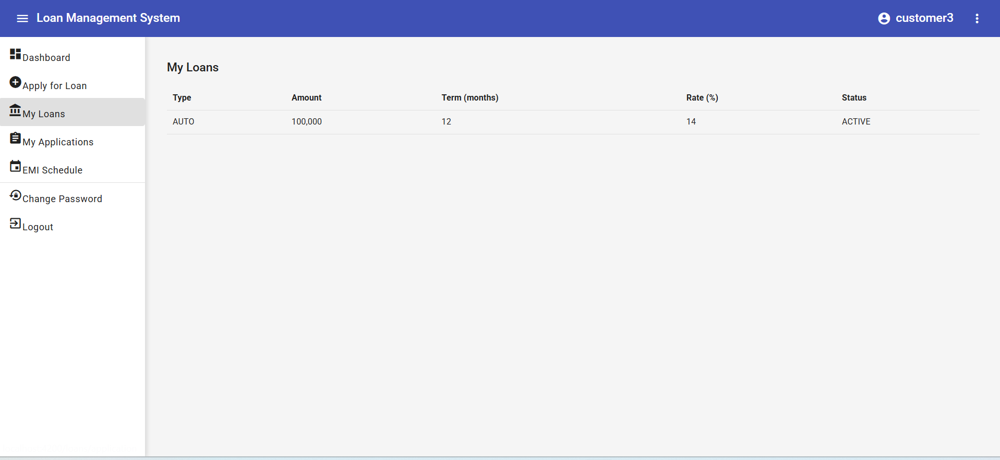 Loan Management System
customer3
Dashboard
Apply for Loan
My Loans
My Applications
EMI Schedule
Change Password
Logout
My Loans
Type Amount Term (months) Rate (%) Status
AUTO 100,000 12 14 ACTIVE